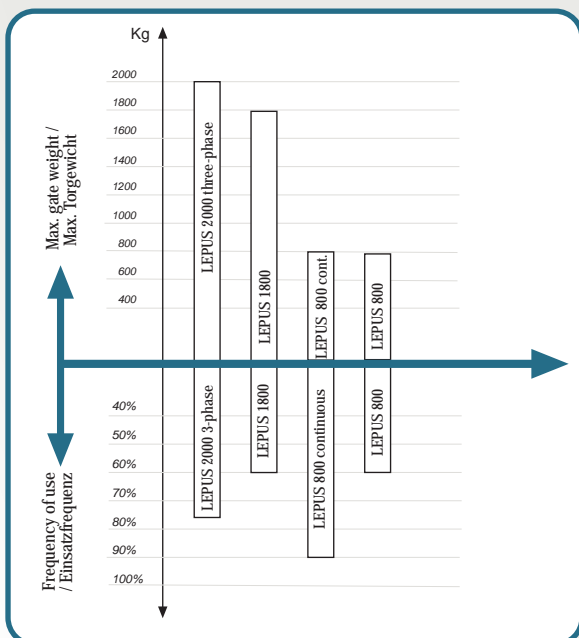 Kg
2000
1800
1600
1400
1200
1000
800
600
400
Max. gate weight /
Max. Torgewicht
LEPUS 2000 three-phase
LEPUS 1800
LEPUS 800 cont.
LEPUS 800
40%
50%
60%
70%
80%
90%
100%
Frequency of use
/ Einsatzfrequenz
LEPUS 2000 3-phase
LEPUS 1800
LEPUS 800 continuous
LEPUS 800